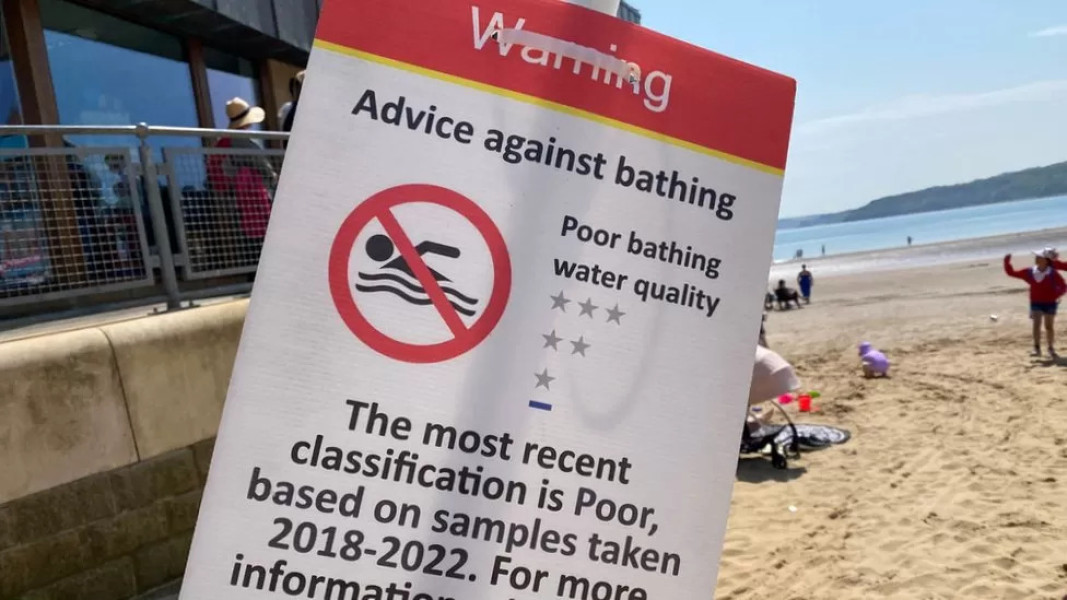 Warning
Advice against bathing
Poor bathing
water quality
The most recent
classification is Poor,
based on samples taken
2018-2022. For more
information